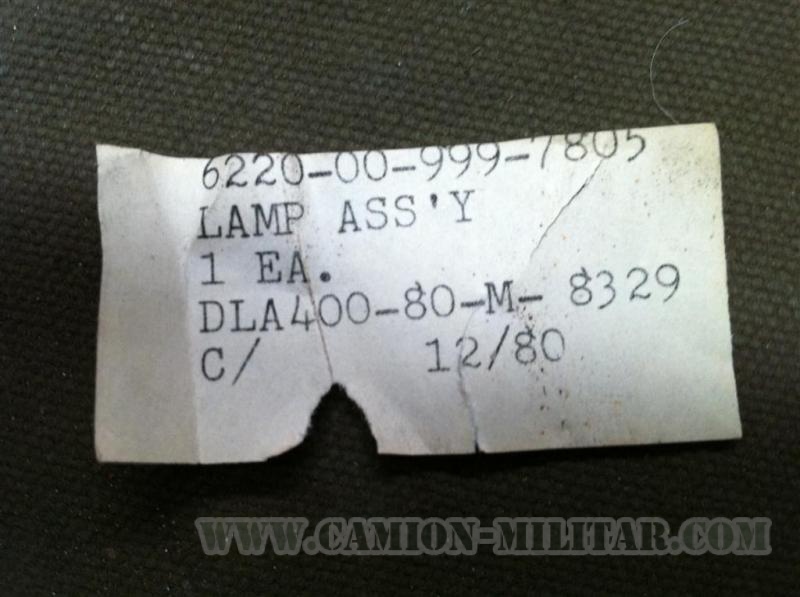 6220-00-999-7805
LAMP ASS'Y
1 EA.
DLA400-80-M- 8329
C/ 12/80
WWW.CAMION-MILITAR.COM